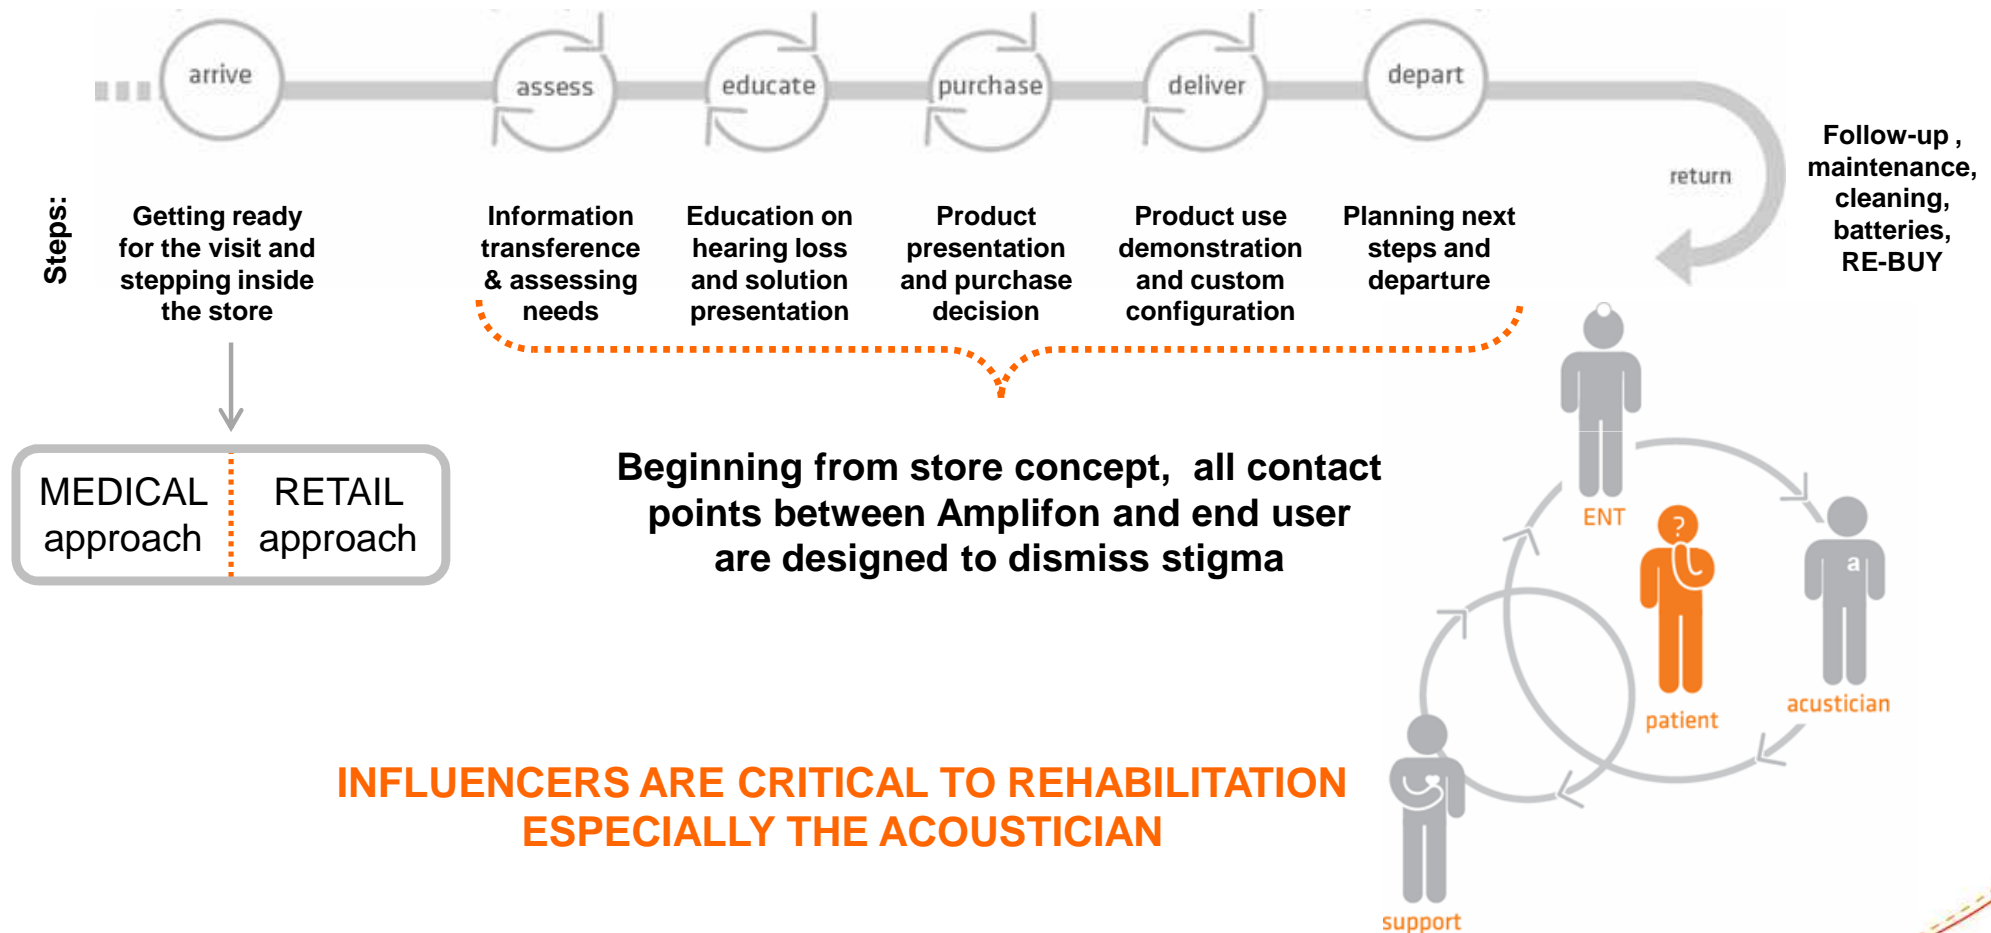 arrive
assess
educate
purchase
deliver
depart
return
Steps:
Getting ready
for the visit and
stepping inside
the store
Information
transference
& assessing
needs
Education on
hearing loss
and solution
presentation
Product
presentation
and purchase
decision
Product use
demonstration
and custom
configuration
Planning next
steps and
departure
Follow-up ,
maintenance,
cleaning,
batteries,
RE-BUY
MEDICAL
approach
RETAIL
approach
Beginning from store concept, all contact
points between Amplifon and end user
are designed to dismiss stigma
ENT
?
patient
a
acustician
support
INFLUENCERS ARE CRITICAL TO REHABILITATION
ESPECIALLY THE ACOUSTICIAN